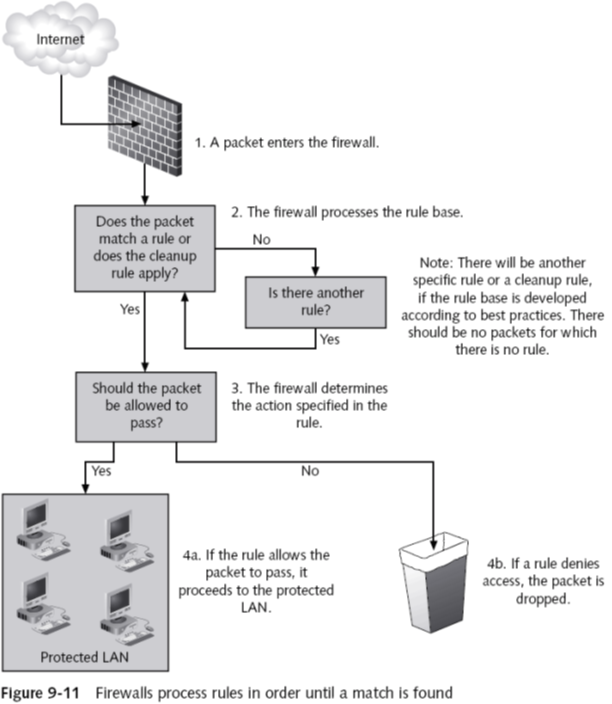 Internet
1. A packet enters the firewall.
2. The firewall processes the rule base.
Does the packet
match a rule or
does the cleanup
rule apply?
No
Is there another
rule?
Yes
Note: There will be another
specific rule or a cleanup rule,
if the rule base is developed
according to best practices. There
should be no packets for which
there is no rule.
Yes
Should the packet
be allowed to
pass?
3. The firewall determines
the action specified in the
rule.
Yes
No
4a. If the rule allows the
packet to pass, it
proceeds to the protected
LAN.
4b. If a rule denies
access, the packet is
dropped.
Protected LAN
Figure 9-11 Firewalls process rules in order until a match is found